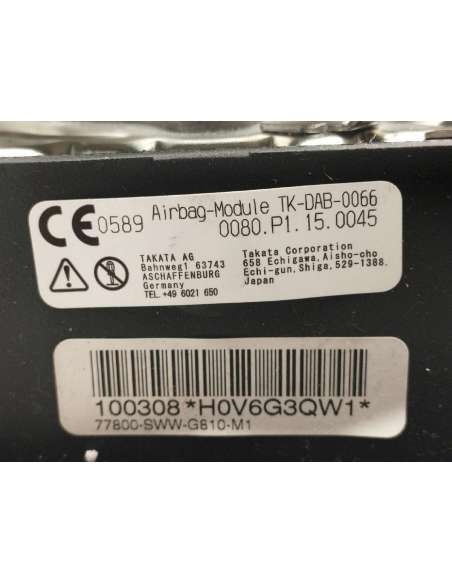 CE 0589 Airbag-Module TK-DAB-0066
0080.P1.15.0045
TAKATA AG
Bahnweg1 63743
ASCHAFFENBURG
Germany
TEL.+49 6021 650
Takata Corporation
658 Echigawa,Aisho-cho
Echi-gun,Shiga.529-1388.
Japan
100308*H0V6G3QW1*
77800-SWW-G810-M1